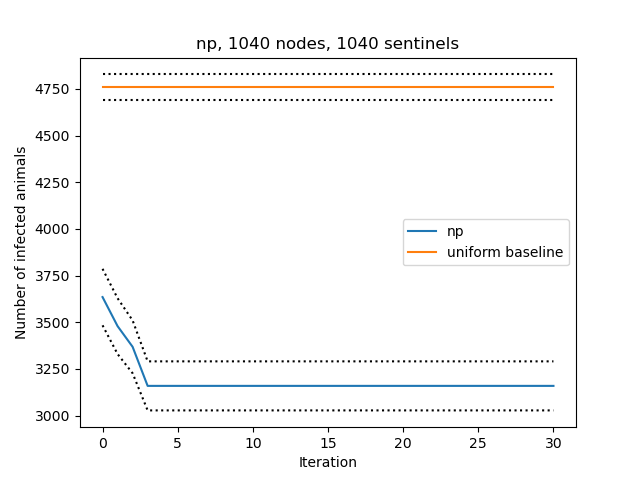 np, 1040 nodes, 1040 sentinels
Number of infected animals
4750
4500
4250
4000
3750
3500
3250
3000
np
uniform baseline
0 5 10 15 20 25 30
Iteration